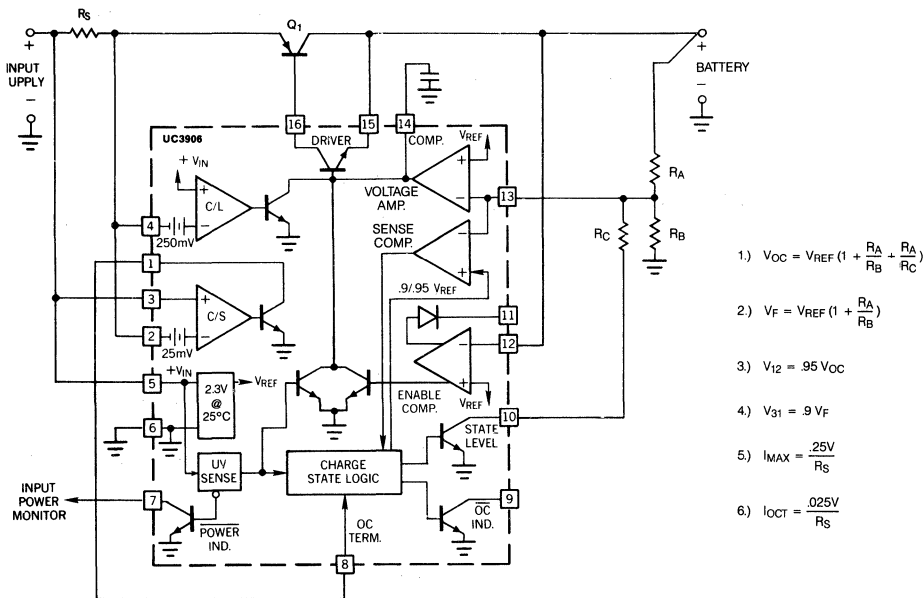 RS
Q1
+
INPUT
UPPLY
−
+
BATTERY
−
16
15
14
UC3906
DRIVER
COMP.
VREF
+ VIN
+
C/L
−
VOLTAGE
AMP.
+
−
13
RA
RC
RB
4
250mV
SENSE
COMP.
−
+
1
.9/.95 VREF
3
+
C/S
−
2
25mV
11
12
−
+
ENABLE
COMP.
VREF
5
+VIN
2.3V
@
25°C
VREF
6
10
STATE
LEVEL
UV
SENSE
CHARGE
STATE LOGIC
INPUT
POWER
MONITOR
7
POWER
IND.
OC
TERM.
OC
IND.
9
8
1.) VOC = VREF (1 + RA/RB + RA/RC)
2.) VF = VREF (1 + RA/RB)
3.) V12 = .95 VOC
4.) V31 = .9 VF
5.) IMAX = .25V/RS
6.) IOCT = .025V/RS